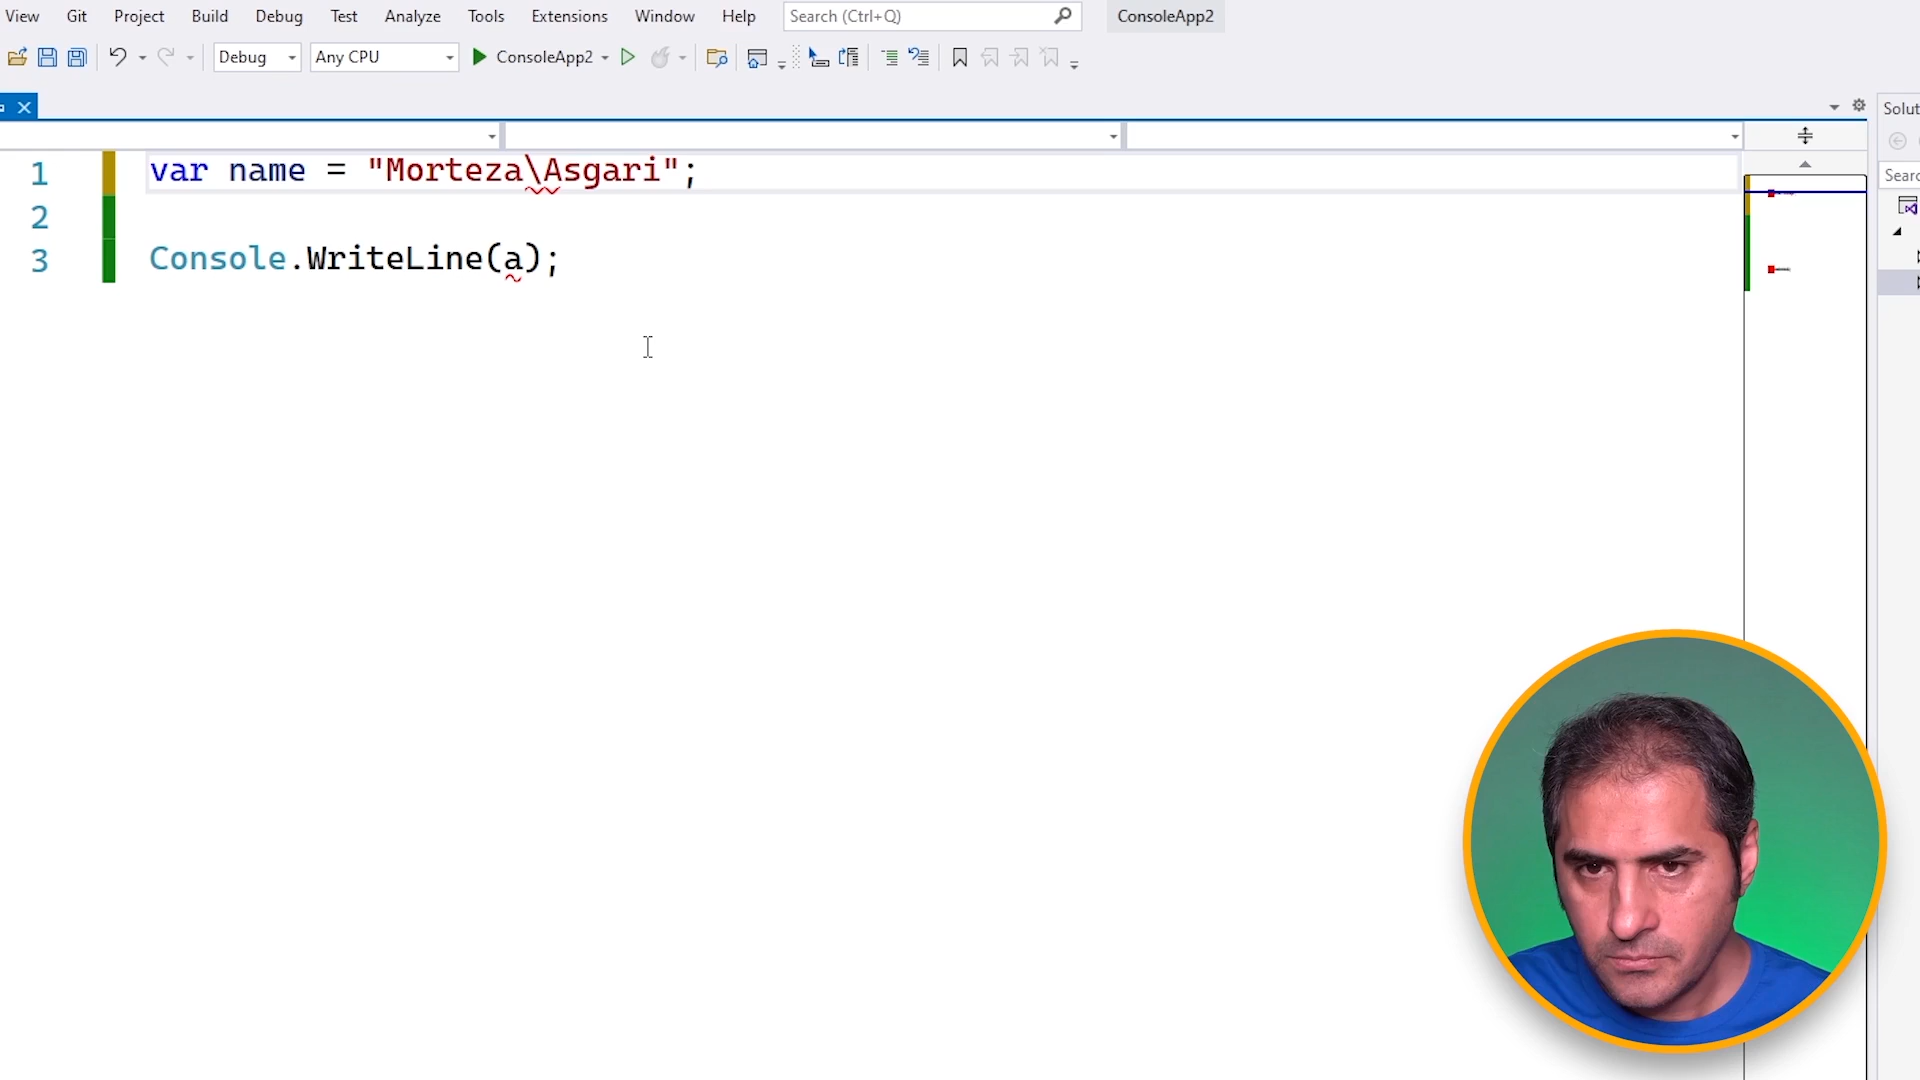 View Git Project Build Debug Test Analyze Tools Extensions Window Help Search (Ctrl+Q) ConsoleApp2
Debug Any CPU ConsoleApp2
Solut
1 var name = "Morteza\Asgari";
Searc
2
3 Console.WriteLine(a);